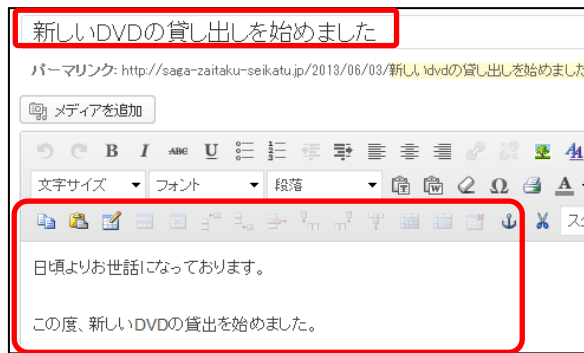 新しいDVDの貸し出しを始めました
パーマリンク: http://saga-zaitaku-seikatu.jp/2013/06/03/新しいdvdの貸し出しを始めました
メディアを追加
B I ABC U
文字サイズ フォント 段落 Ω A
日頃よりお世話になっております。
この度、新しいDVDの貸出を始めました。